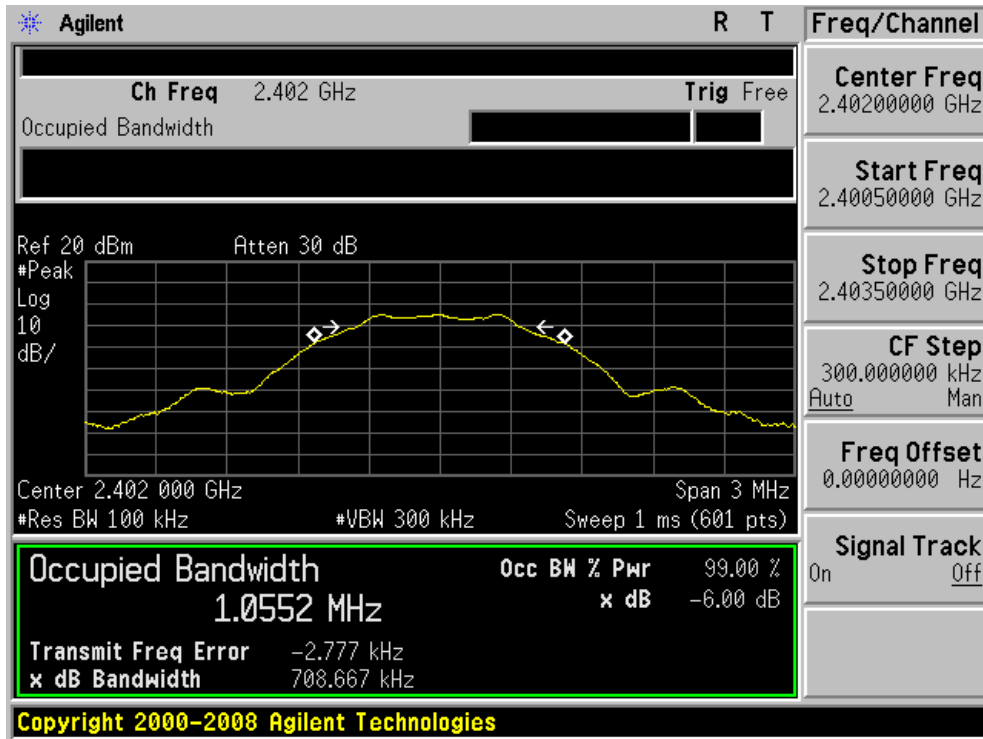 Agilent R T
Ch Freq 2.402 GHz Trig Free
Occupied Bandwidth
Ref 20 dBm Atten 30 dB
#Peak
Log
10
dB/
Center 2.402 000 GHz Span 3 MHz
#Res BW 100 kHz #VBW 300 kHz Sweep 1 ms (601 pts)
Occupied Bandwidth Occ BW % Pwr 99.00 %
1.0552 MHz x dB -6.00 dB
Transmit Freq Error -2.777 kHz
x dB Bandwidth 708.667 kHz
Copyright 2000-2008 Agilent Technologies
Freq/Channel
Center Freq
2.40200000 GHz
Start Freq
2.40050000 GHz
Stop Freq
2.40350000 GHz
CF Step
300.000000 kHz
Auto Man
Freq Offset
0.00000000 Hz
Signal Track
On Off